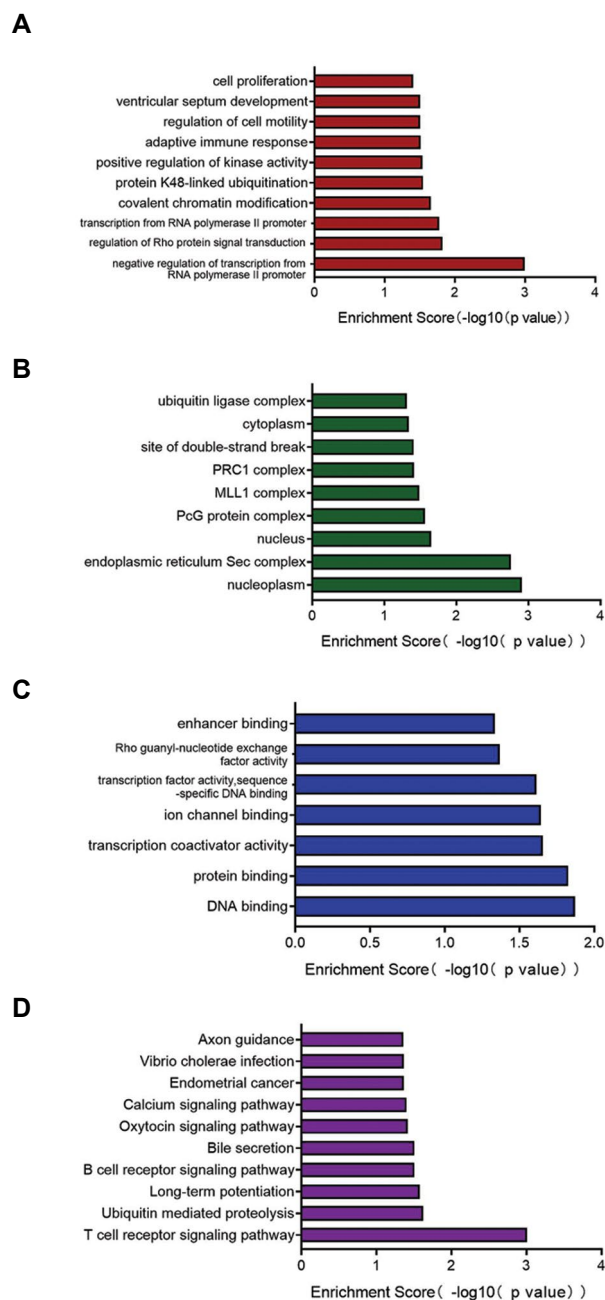 A
cell proliferation
ventricular septum development
regulation of cell motility
adaptive immune response
positive regulation of kinase activity
protein K48-linked ubiquitination
covalent chromatin modification
transcription from RNA polymerase II promoter
regulation of Rho protein signal transduction
negative regulation of transcription from
RNA polymerase II promoter
0 1 2 3 4
Enrichment Score(-log10(p value))
B
ubiquitin ligase complex
cytoplasm
site of double-strand break
PRC1 complex
MLL1 complex
PcG protein complex
nucleus
endoplasmic reticulum Sec complex
nucleoplasm
0 1 2 3 4
Enrichment Score( -log10( p value) )
C
enhancer binding
Rho guanyl-nucleotide exchange
factor activity
transcription factor activity,sequence
-specific DNA binding
ion channel binding
transcription coactivator activity
protein binding
DNA binding
0.0 0.5 1.0 1.5 2.0
Enrichment Score( -log10( p value) )
D
Axon guidance
Vibrio cholerae infection
Endometrial cancer
Calcium signaling pathway
Oxytocin signaling pathway
Bile secretion
B cell receptor signaling pathway
Long-term potentiation
Ubiquitin mediated proteolysis
T cell receptor signaling pathway
0 1 2 3 4
Enrichment Score( -log10( p value) )